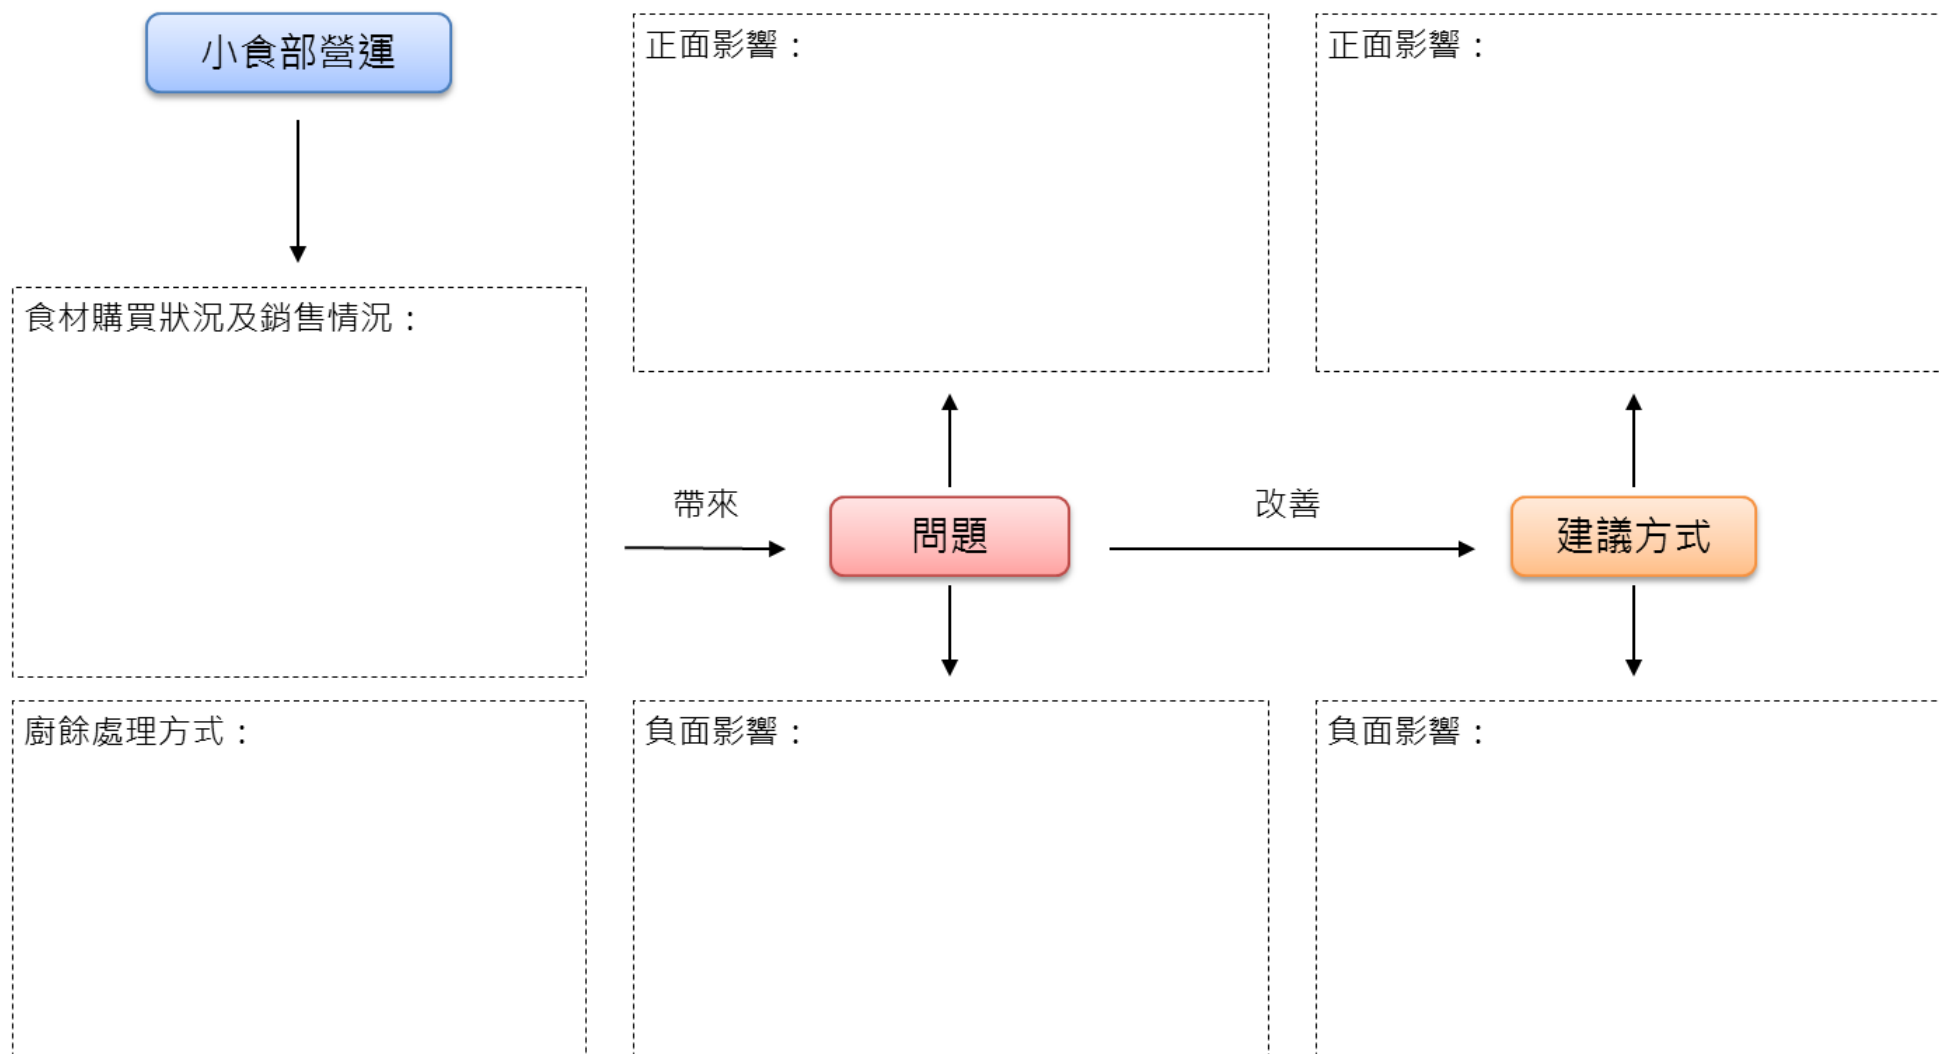 小食部營運
食材購買狀況及銷售情況：
廚餘處理方式：
正面影響：
帶來
問題
負面影響：
改善
正面影響：
建議方式
負面影響：